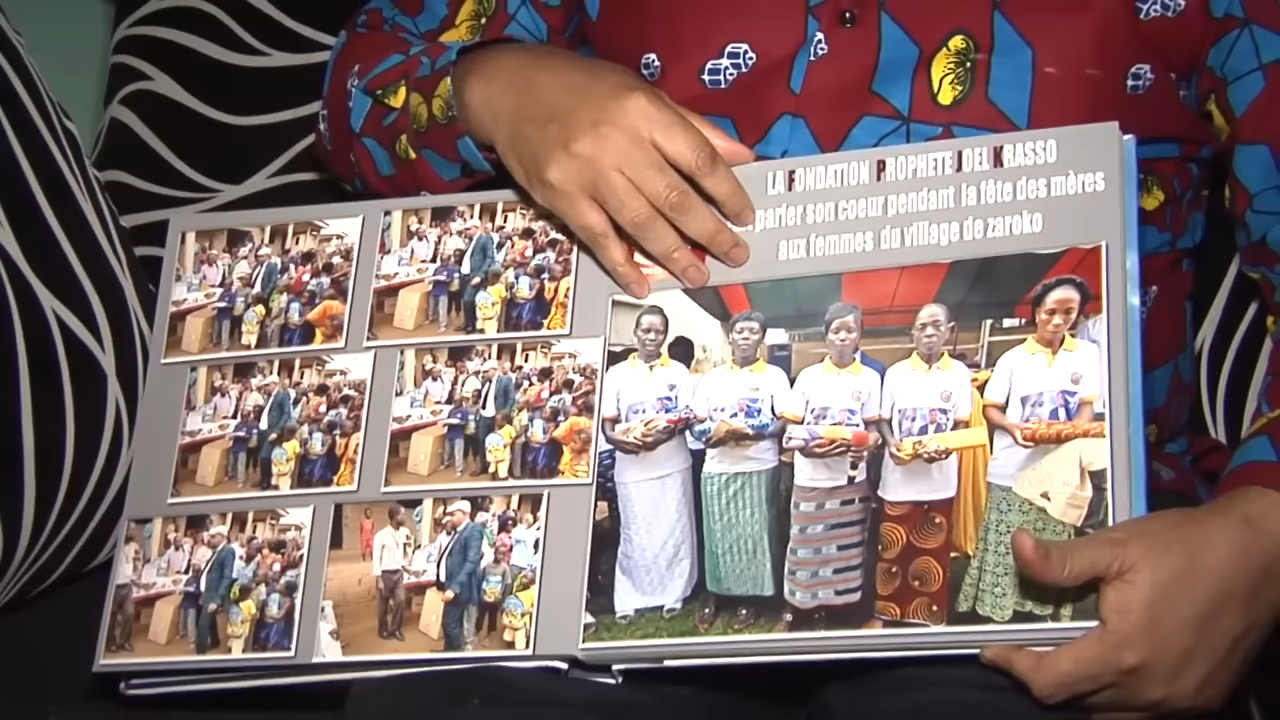 LA FONDATION PROPHETE JOEL KRASSO
parler son coeur pendant la fête des mères
aux femmes du village de zaroko